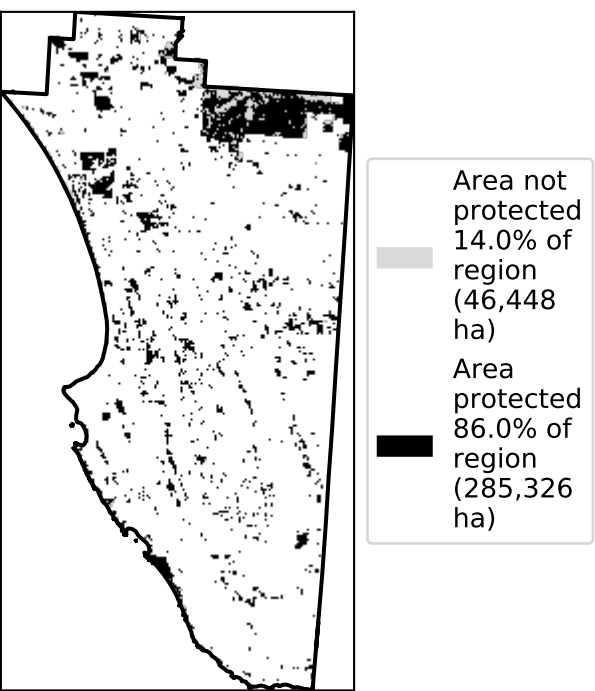 Area not
protected
14.0% of
region
(46,448
ha)
Area
protected
86.0% of
region
(285,326
ha)